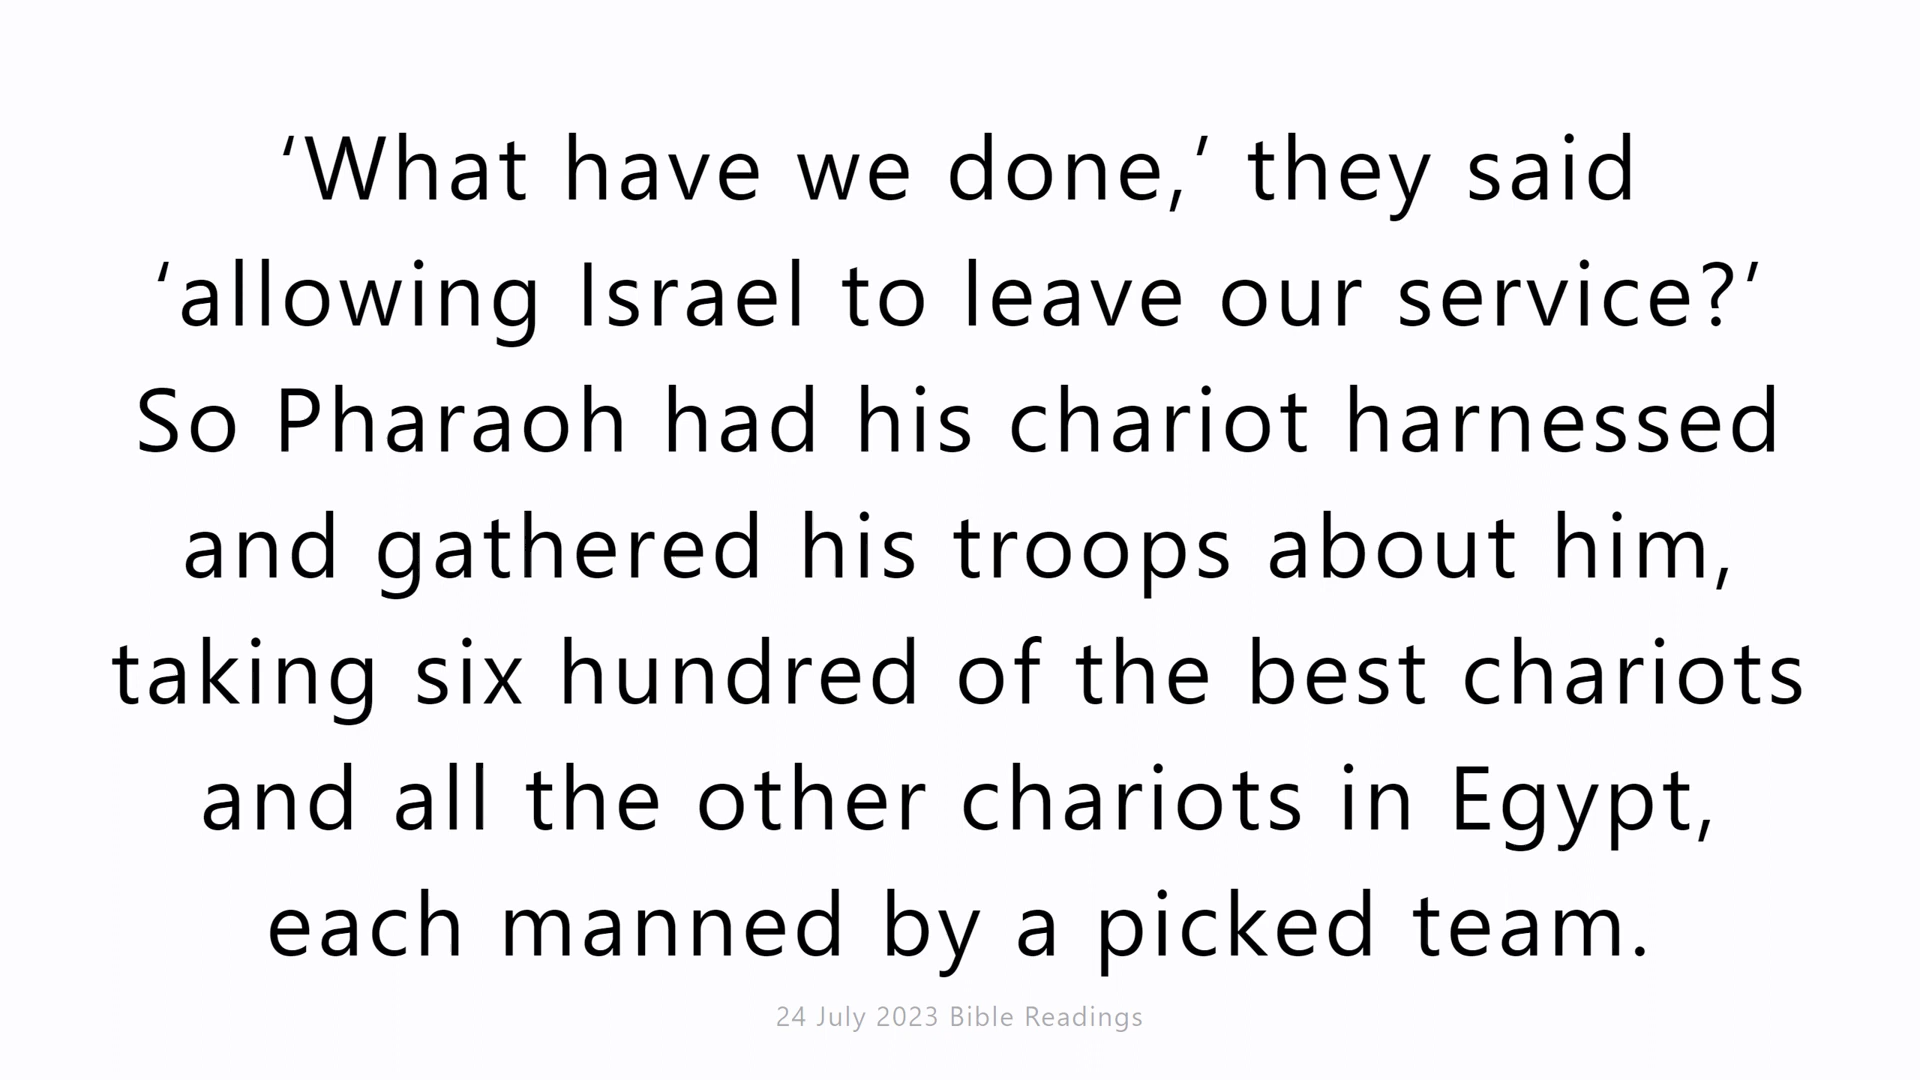 ‘What have we done,’ they said
‘allowing Israel to leave our service?’
So Pharaoh had his chariot harnessed
and gathered his troops about him,
taking six hundred of the best chariots
and all the other chariots in Egypt,
each manned by a picked team.
24 July 2023 Bible Readings